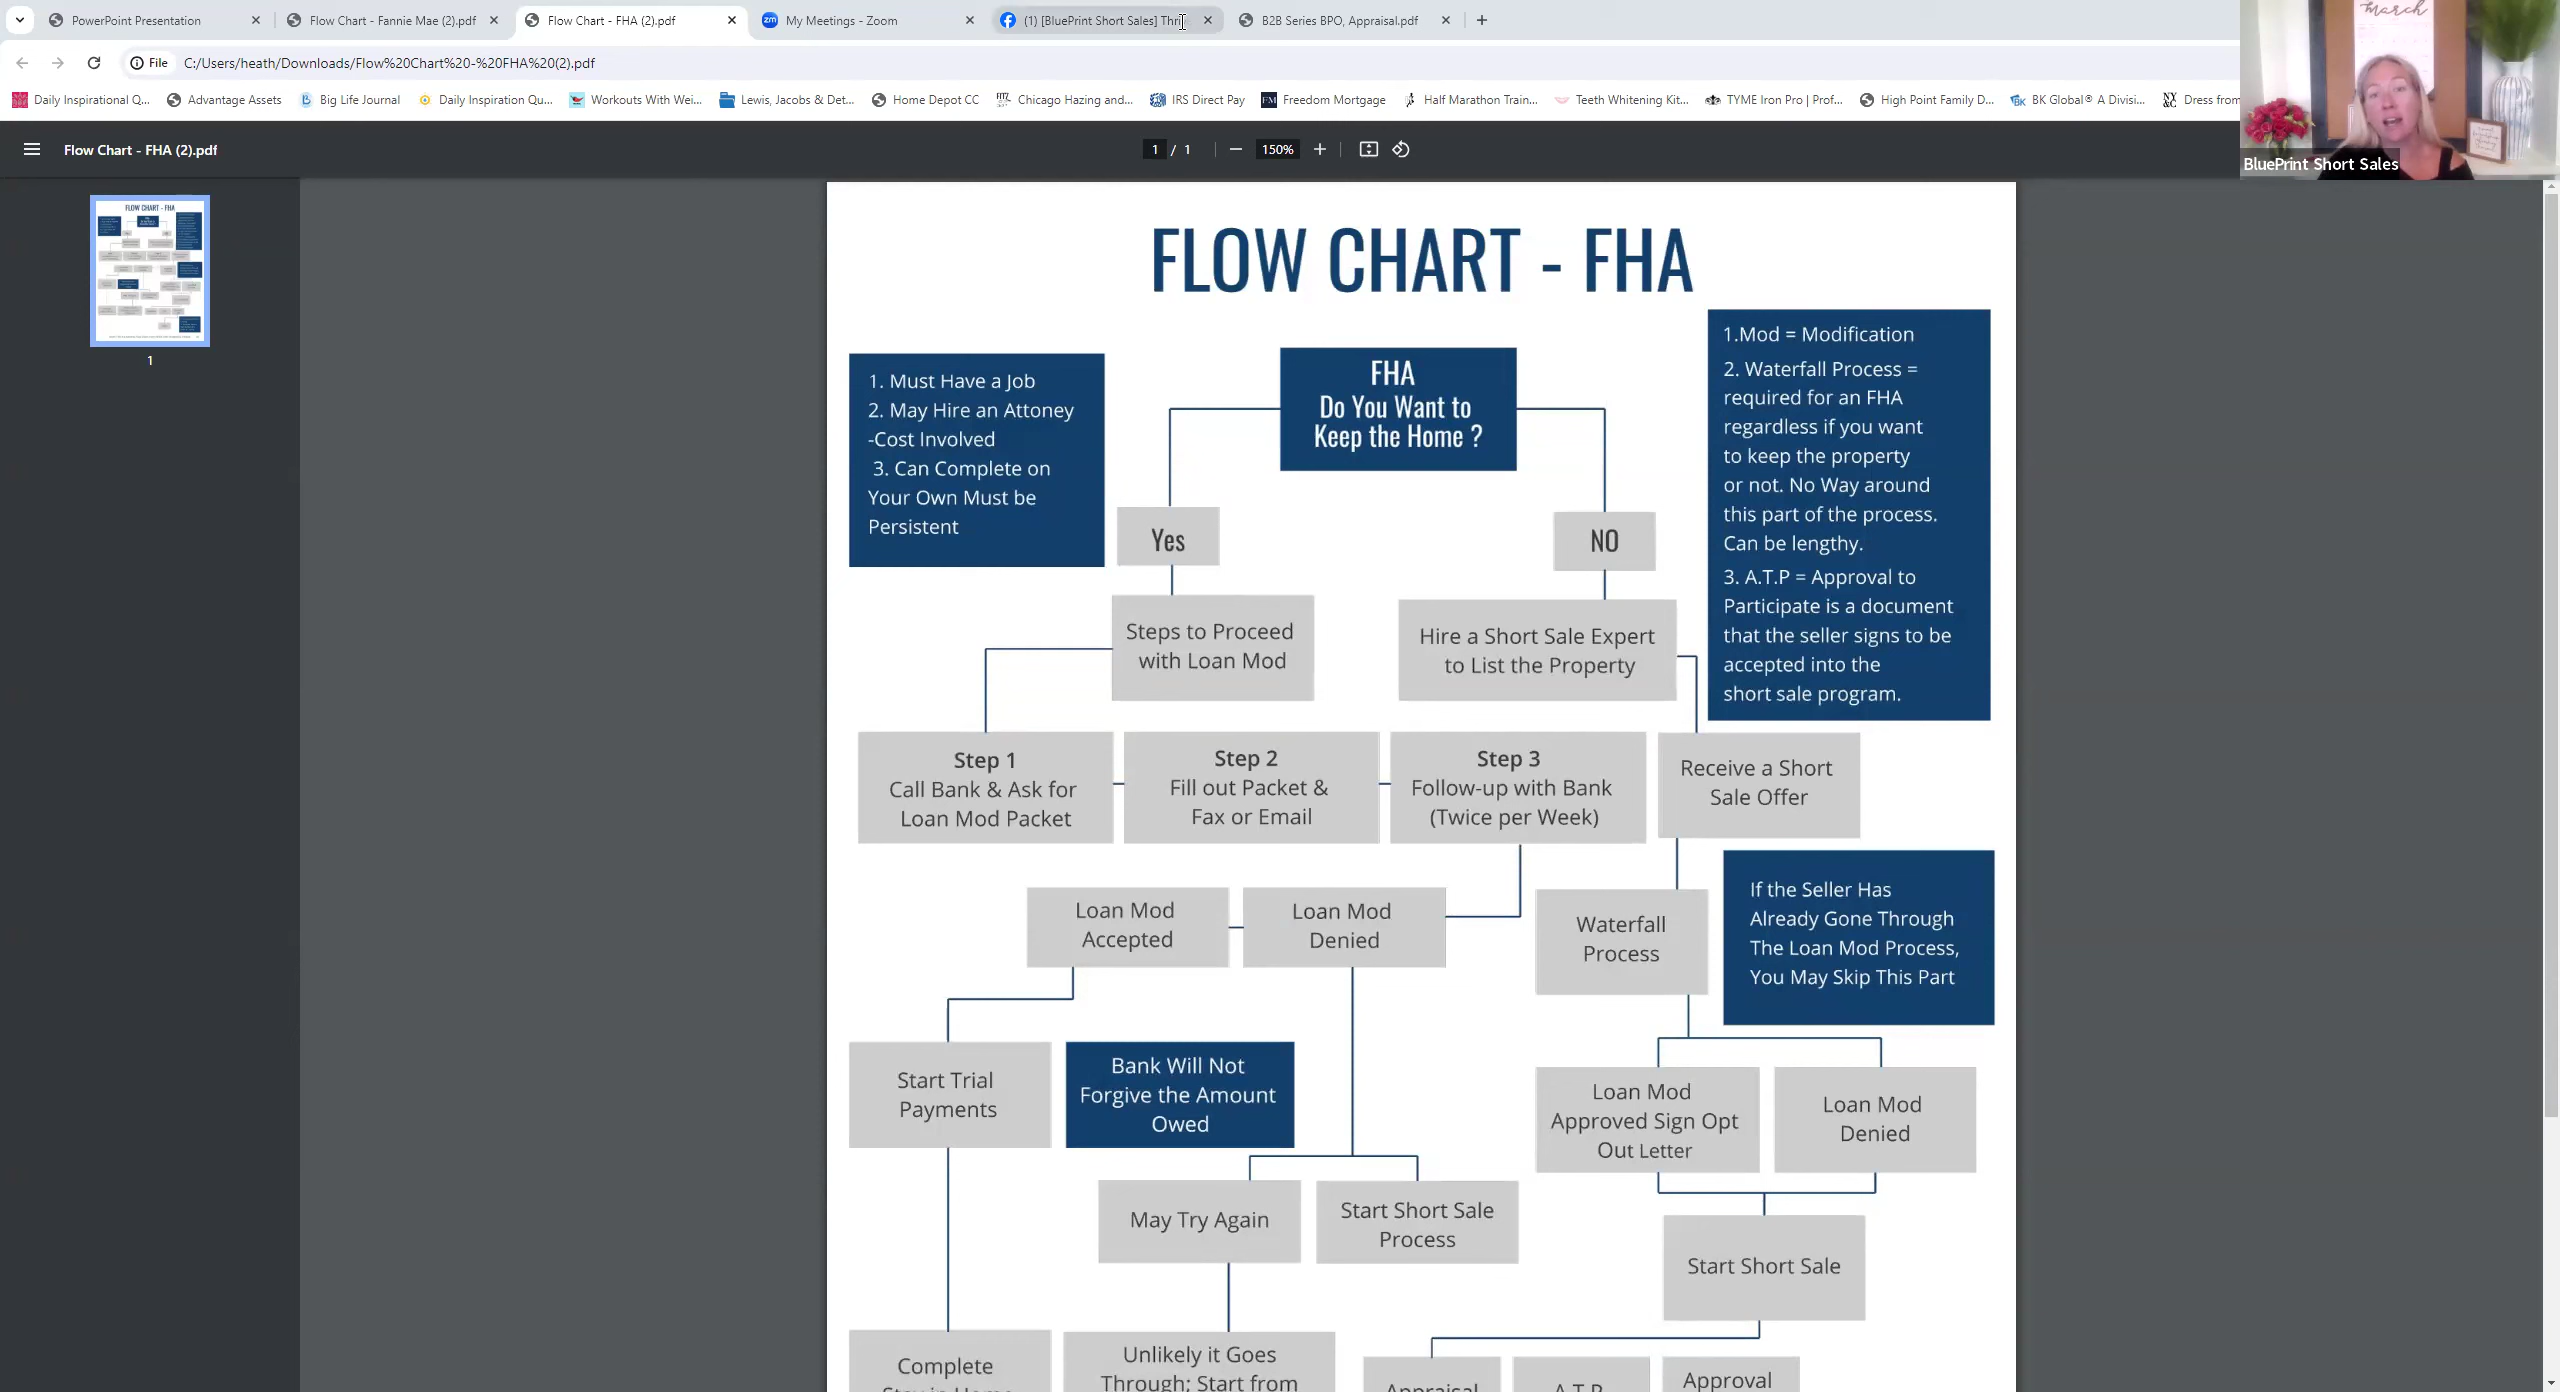 PowerPoint Presentation
Flow Chart - Fannie Mae (2).pdf
Flow Chart - FHA (2).pdf
My Meetings - Zoom
(1) [BluePrint Short Sales]
B2B Series BPO, Appraisal.pdf
File
C:/Users/heath/Downloads/Flow%20Chart%20-%20FHA%20(2).pdf
Daily Inspirational Q...
Advantage Assets
Big Life Journal
Daily Inspiration Qu...
Workouts With Wei...
Lewis, Jacobs & Det...
Home Depot CC
Chicago Hazing and...
IRS Direct Pay
Freedom Mortgage
Half Marathon Train...
Teeth Whitening Kit...
TYME Iron Pro | Prof...
High Point Family D...
BK Global® A Divisi...
Dress from
march
BluePrint Short Sales
Flow Chart - FHA (2).pdf
1 / 1
150%
1
FLOW CHART - FHA
1. Must Have a Job
2. May Hire an Attoney
-Cost Involved
3. Can Complete on
Your Own Must be
Persistent
FHA
Do You Want to
Keep the Home ?
1.Mod = Modification
2. Waterfall Process =
required for an FHA
regardless if you want
to keep the property
or not. No Way around
this part of the process.
Can be lengthy.
3. A.T.P = Approval to
Participate is a document
that the seller signs to be
accepted into the
short sale program.
Yes
NO
Steps to Proceed
with Loan Mod
Hire a Short Sale Expert
to List the Property
Step 1
Call Bank & Ask for
Loan Mod Packet
Step 2
Fill out Packet &
Fax or Email
Step 3
Follow-up with Bank
(Twice per Week)
Receive a Short
Sale Offer
Loan Mod
Accepted
Loan Mod
Denied
Waterfall
Process
If the Seller Has
Already Gone Through
The Loan Mod Process,
You May Skip This Part
Start Trial
Payments
Bank Will Not
Forgive the Amount
Owed
Loan Mod
Approved Sign Opt
Out Letter
Loan Mod
Denied
May Try Again
Start Short Sale
Process
Start Short Sale
Complete
Unlikely it Goes
Through; Start from
Appraisal
A.T.P
Approval